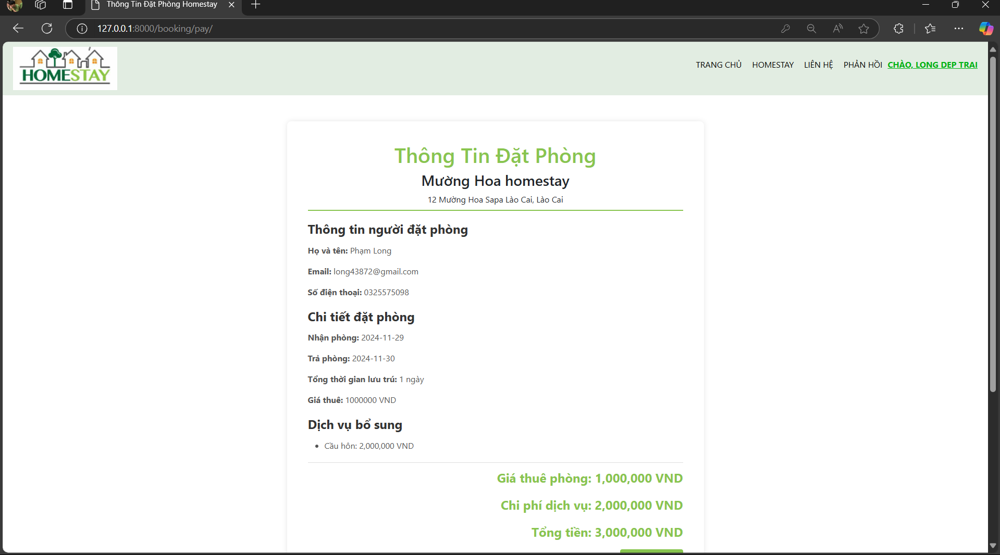 Thông Tin Đặt Phòng Homestay
127.0.0.1:8000/booking/pay/
HOMESTAY
TRANG CHỦ HOMESTAY LIÊN HỆ PHẢN HỒI CHÀO, LONG DEP TRAI
Thông Tin Đặt Phòng
Mường Hoa homestay
12 Mường Hoa Sapa Lào Cai, Lào Cai
Thông tin người đặt phòng
Họ và tên: Phạm Long
Email: long43872@gmail.com
Số điện thoại: 0325575098
Chi tiết đặt phòng
Nhận phòng: 2024-11-29
Trả phòng: 2024-11-30
Tổng thời gian lưu trú: 1 ngày
Giá thuê: 1000000 VND
Dịch vụ bổ sung
Cầu hôn: 2,000,000 VND
Giá thuê phòng: 1,000,000 VND
Chi phí dịch vụ: 2,000,000 VND
Tổng tiền: 3,000,000 VND